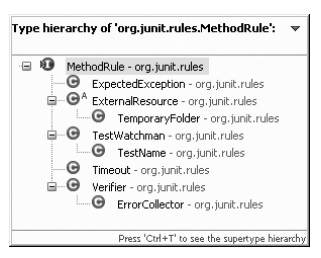 Type hierarchy of 'org.junit.rules.MethodRule':
MethodRule - org.junit.rules
ExpectedException - org.junit.rules
ExternalResource - org.junit.rules
TemporaryFolder - org.junit.rules
TestWatchman - org.junit.rules
TestName - org.junit.rules
Timeout - org.junit.rules
Verifier - org.junit.rules
ErrorCollector - org.junit.rules
Press 'Ctrl+T' to see the supertype hierarchy